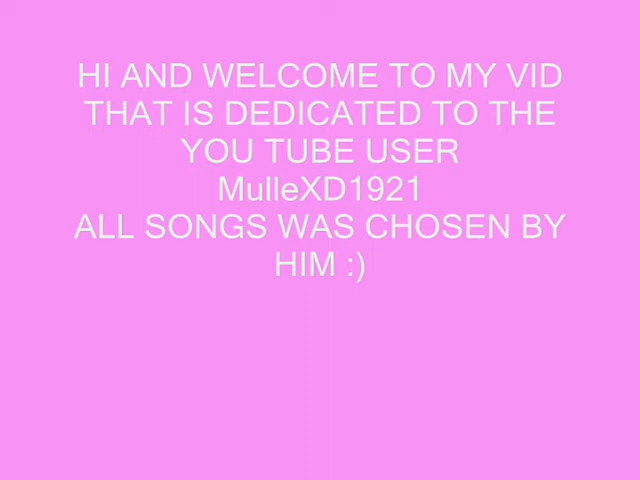 HI AND WELCOME TO MY VID
THAT IS DEDICATED TO THE
YOU TUBE USER
MulleXD1921
ALL SONGS WAS CHOSEN BY
HIM :)